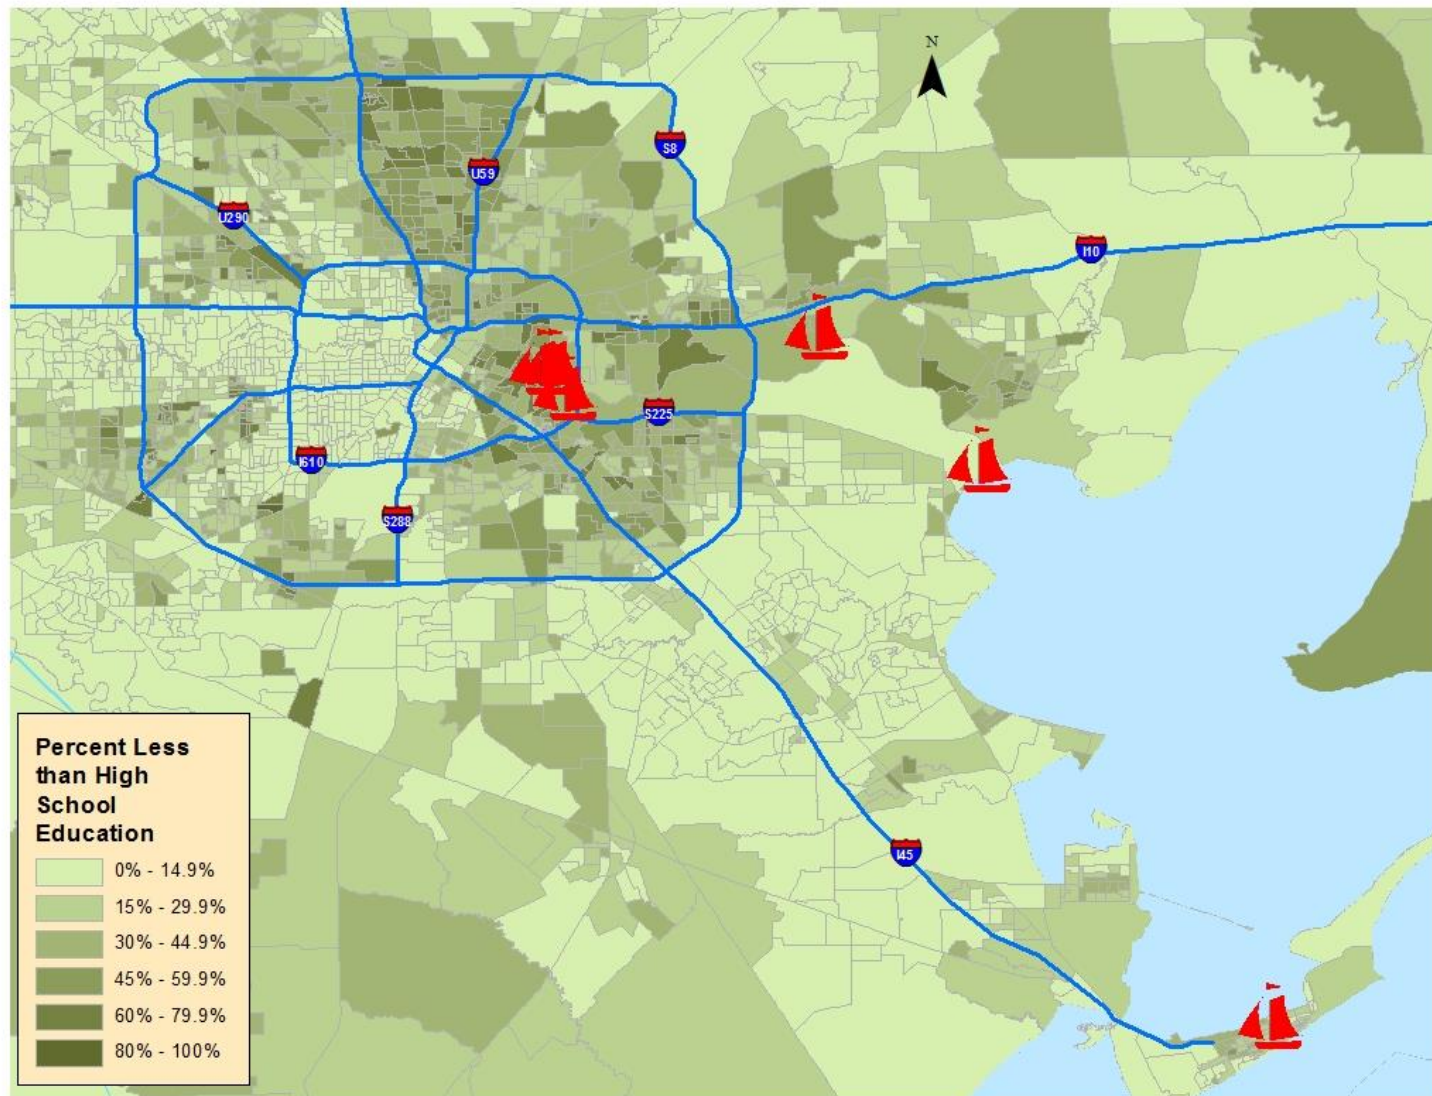 N
S8
U59
U290
I10
S225
I610
S288
I45
Percent Less
than High
School
Education
0% - 14.9%
15% - 29.9%
30% - 44.9%
45% - 59.9%
60% - 79.9%
80% - 100%